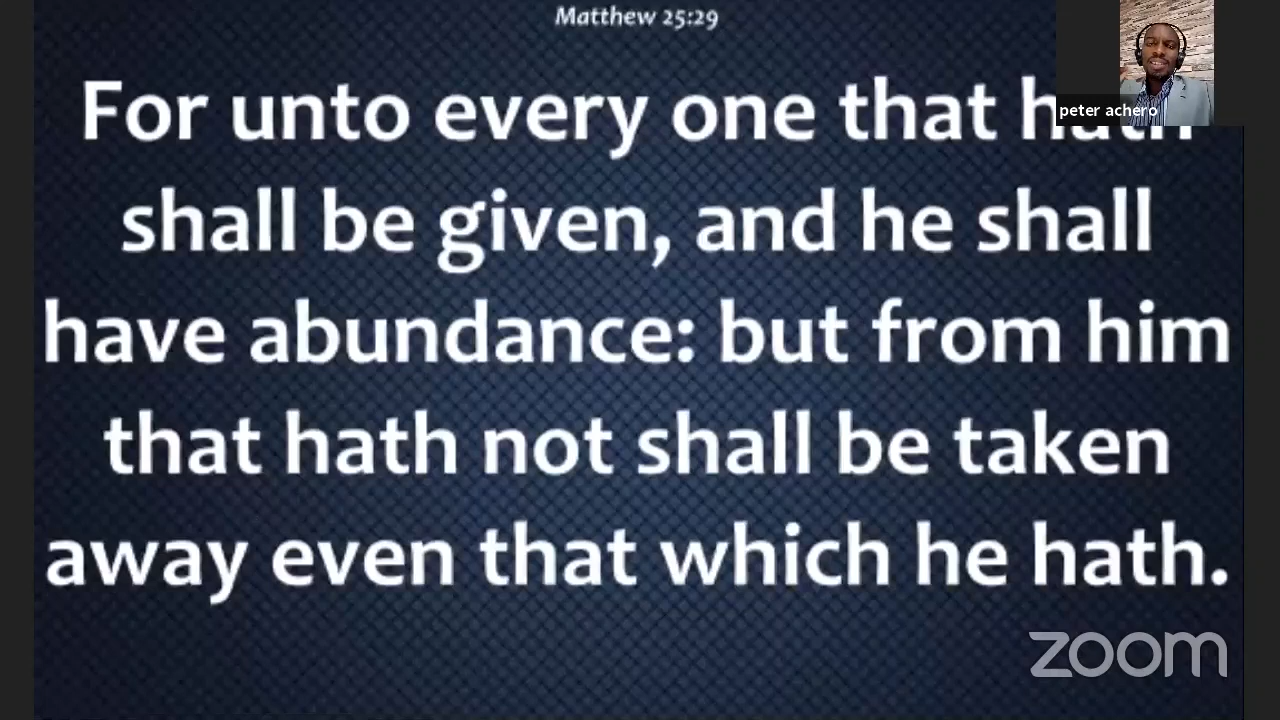 Matthew 25:29
peter achero
For unto every one that hath
shall be given, and he shall
have abundance: but from him
that hath not shall be taken
away even that which he hath.
zoom